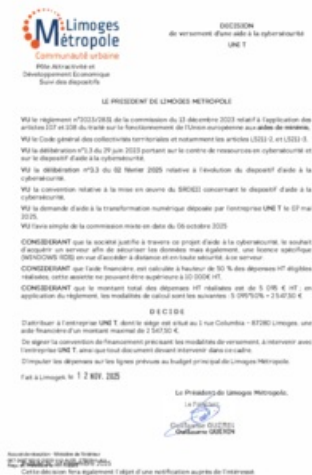 Limoges
Métropole
Communauté urbaine
Pôle Attractivité et
Développement Economique
Suivi des dispositifs
DECISION
de versement d'une aide à la cybersécurité
UNE T
LE PRESIDENT DE LIMOGES METROPOLE
VU le règlement n°2023/2831 de la commission du 13 décembre 2023 relatif à l'application des
articles 107 et 108 du traité sur le fonctionnement de l'Union européenne aux aides de minimis,
VU le Code général des collectivités territoriales et notamment les articles L5211-2, et L5211-3,
VU la délibération n°1.3 du 29 juin 2023 portant sur le centre de ressources en cybersécurité et
sur le dispositif d'aide à la cybersécurité.
VU la délibération n°3.3 du 02 février 2025 relative à l'évolution du dispositif d'aide à la
cybersécurité.
VU la convention relative à la mise en œuvre du concernant le dispositif d'aide à la
cybersécurité.
VU la demande d'aide à la transformation numérique déposée par l'entreprise UNE T le 07 mai
2025.
VU l'avis simple de la commission mixte en date du 06 octobre 2025
CONSIDERANT que la société justifie à travers ce projet d'aide à la cybersécurité, le souhait
d'acquérir un serveur afin de sécuriser les données mais également, une licence spécifique
(WINDOWS RDS) en vue d'accéder à distance et en toute sécurité, à ce serveur.
CONSIDERANT que l'aide financière, est calculée à hauteur de 50 % des dépenses HT éligibles
réalisées, cette assiette ne pouvant être supérieure à 10 000€ HT.
CONSIDERANT que le montant total des dépenses HT réalisées est de 5 095 € HT, en
application du règlement, les modalités de calcul sont les suivantes : 5 095*50% = 2 547,50 €
DECIDE
D'attribuer à l'entreprise UNE T, dont le siège est situé au 1 rue Columbia – 87280 Limoges, une
aide financière d'un montant maximal de 2 547,50 €.
De signer la convention de financement précisant les modalités de versement, à intervenir avec
l'entreprise UNE T, ainsi que tout document devant intervenir dans ce cadre.
D'imputer les dépenses sur les lignes prévues au budget principal de Limoges Métropole.
Fait à Limoges, le 12 NOV. 2025
Le Président de Limoges Métropole,
Le Président
Guillaume GUERIN
Cette décision fera également l'objet d'une notification auprès de l'entreprise